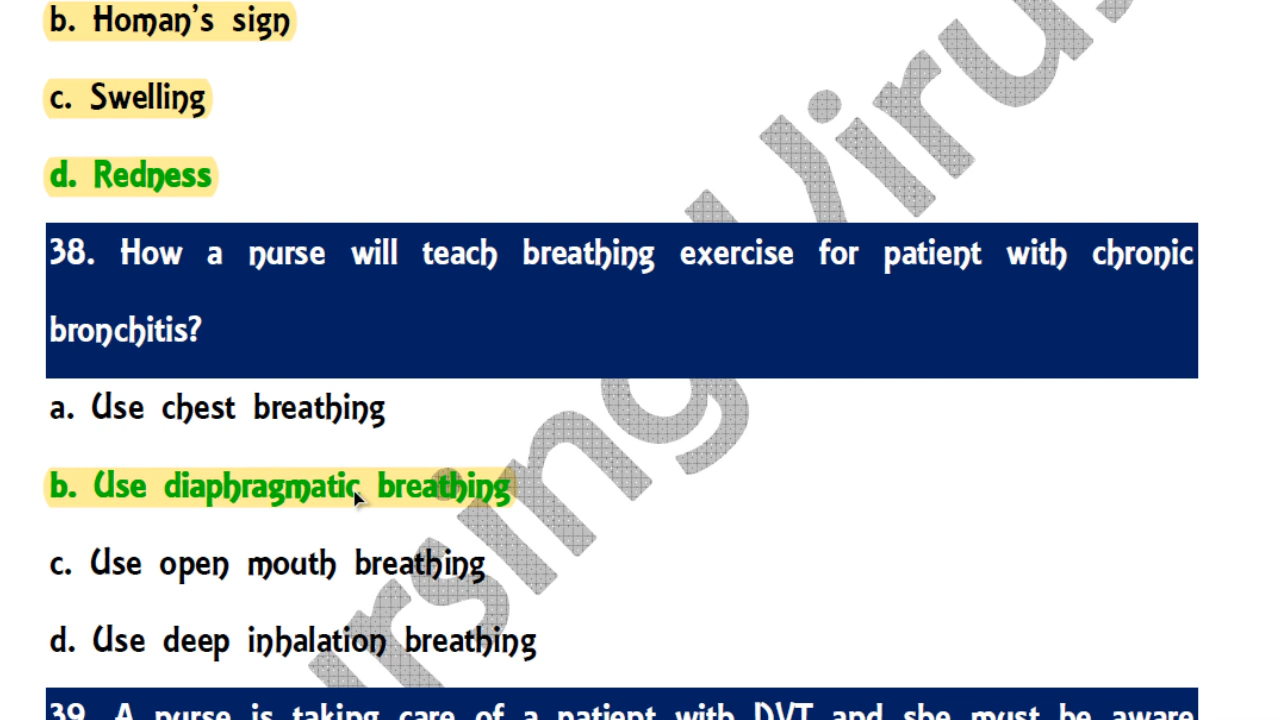 b. Homan's sign
c. Swelling
d. Redness
38. How a nurse will teach breathing exercise for patient with chronic
bronchitis?
a. Use chest breathing
b. Use diaphragmatic breathing
c. Use open mouth breathing
d. Use deep inhalation breathing
39. A nurse is taking care of a patient with DVT and she must be aware
Nursing Virus